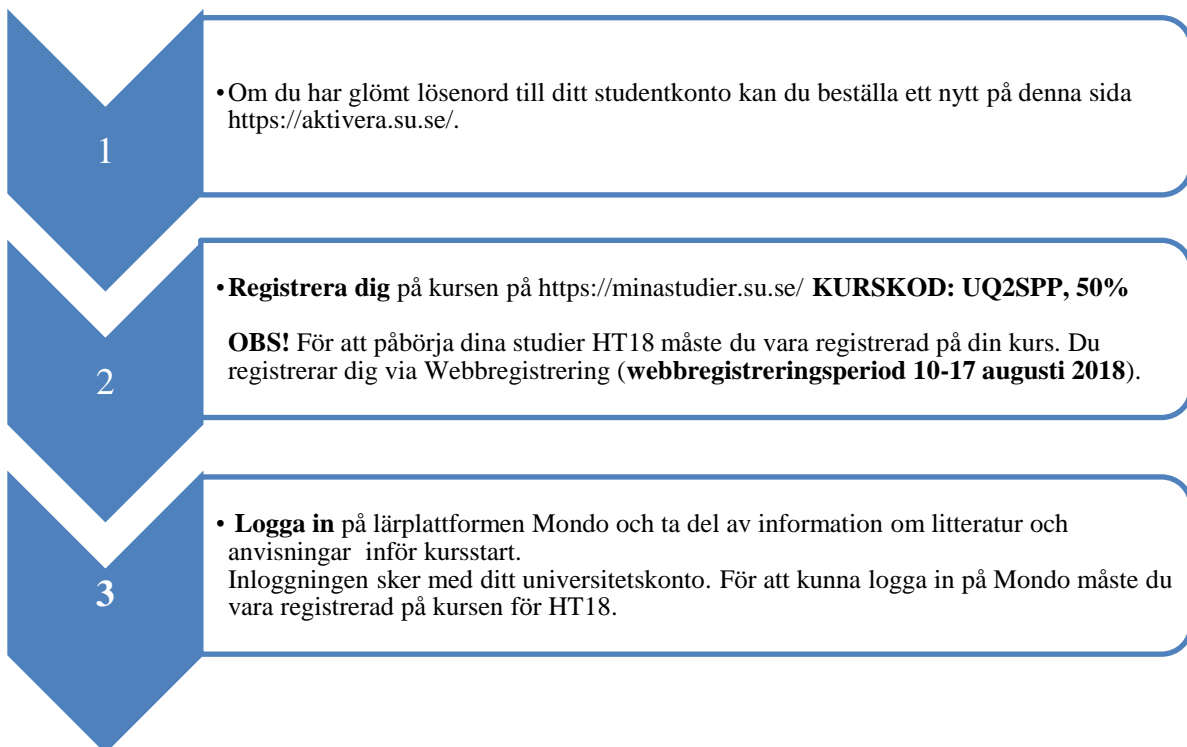 1
•Om du har glömt lösenord till ditt studentkonto kan du beställa ett nytt på denna sida
https://aktivera.su.se/.
2
•Registrera dig på kursen på https://minastudier.su.se/ KURSKOD: UQ2SPP, 50%
OBS! För att påbörja dina studier HT18 måste du vara registrerad på din kurs. Du
registrerar dig via Webbregistrering (webbregistreringsperiod 10-17 augusti 2018).
3
• Logga in på lärplattformen Mondo och ta del av information om litteratur och
anvisningar inför kursstart.
Inloggningen sker med ditt universitetskonto. För att kunna logga in på Mondo måste du
vara registrerad på kursen för HT18.